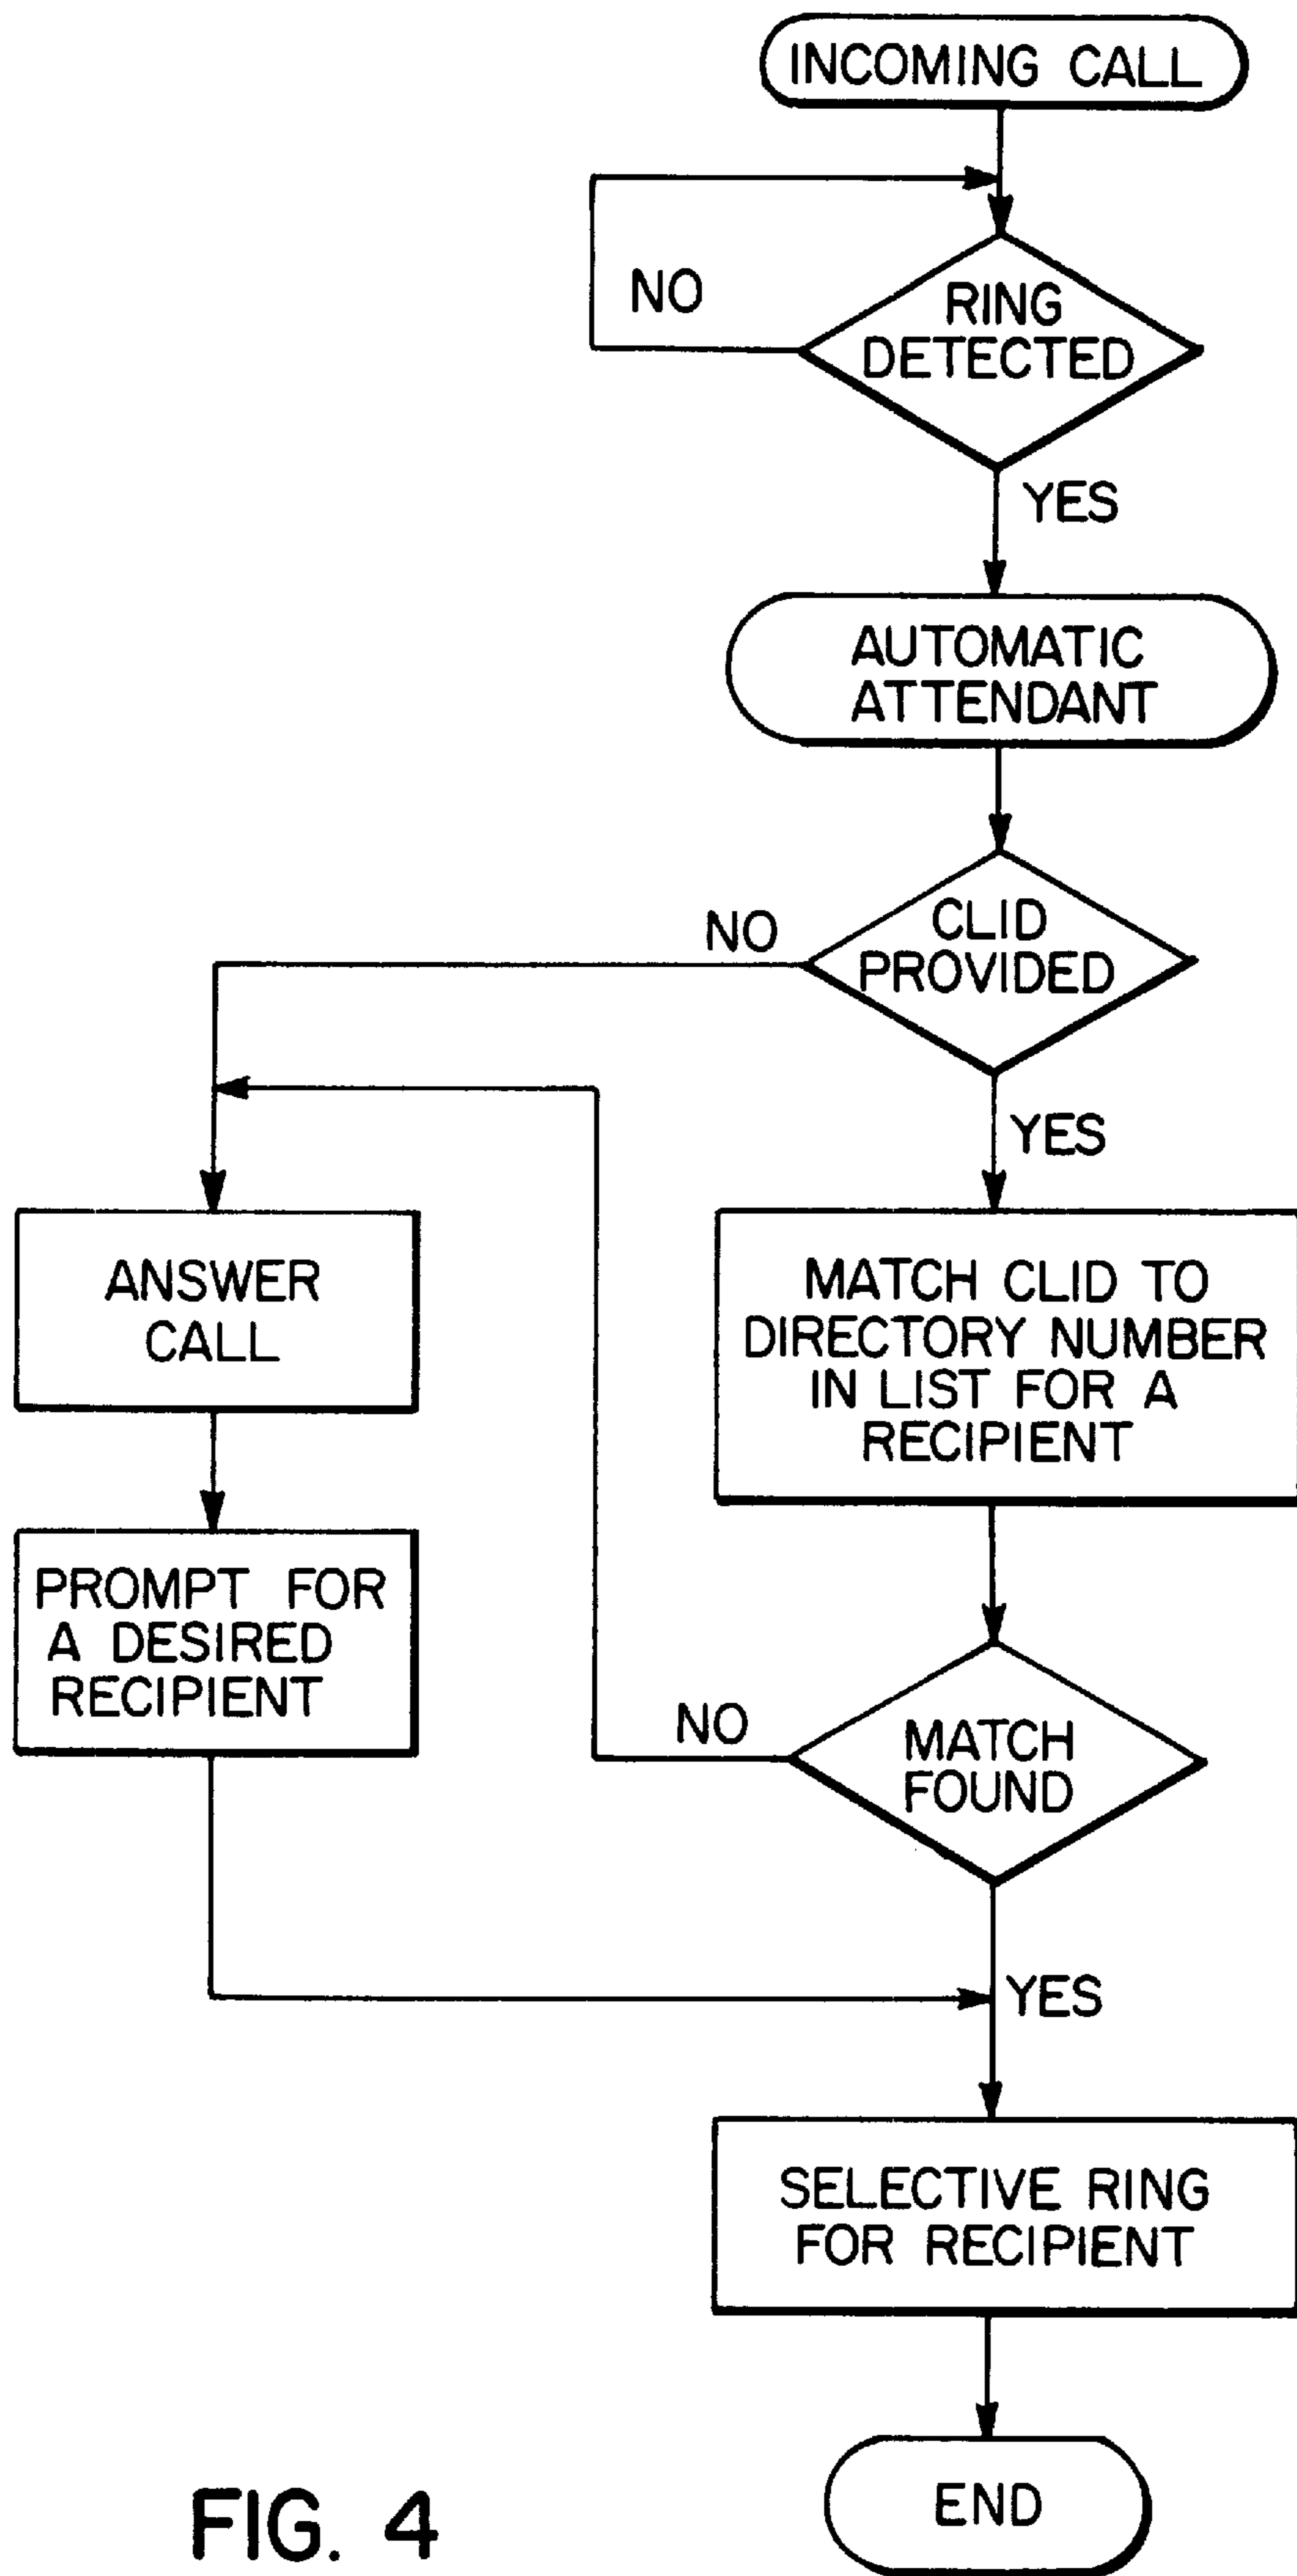 INCOMING CALL
NO
RING
DETECTED
YES
AUTOMATIC
ATTENDANT
NO
CLID
PROVIDED
YES
ANSWER
CALL
MATCH CLID TO
DIRECTORY NUMBER
IN LIST FOR A
RECIPIENT
PROMPT FOR
A DESIRED
RECIPIENT
NO
MATCH
FOUND
YES
SELECTIVE RING
FOR RECIPIENT
END
FIG. 4